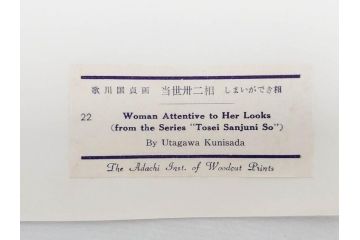 歌川国貞画 当世卅二相 しまいができ相
22
Woman Attentive to Her Looks
(from the Series "Tosei Sanjuni So")
By Utagawa Kunisada
The Adachi Inst. of Woodcut Prints